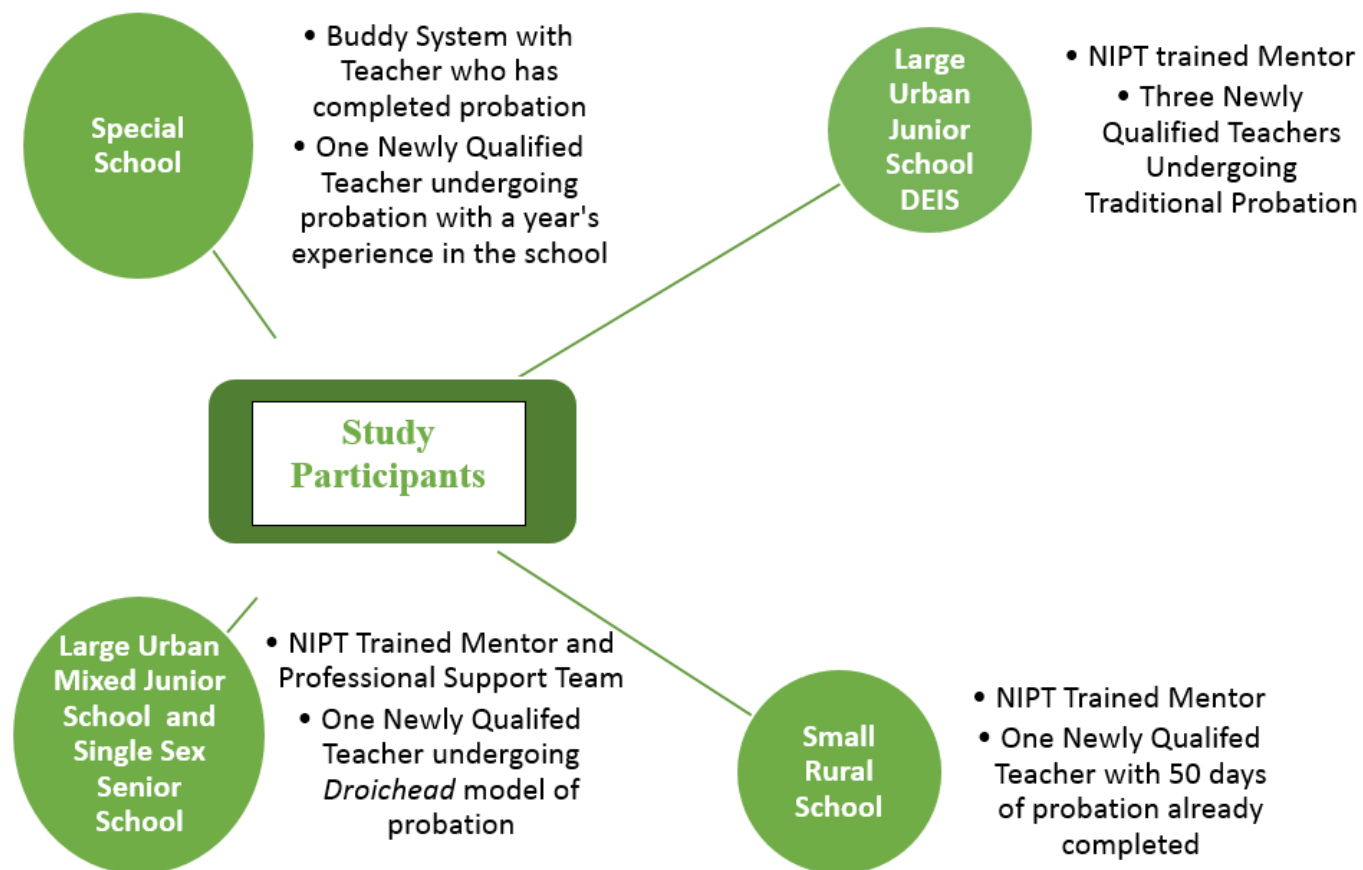 Special
School
• Buddy System with
Teacher who has
completed probation
• One Newly Qualified
Teacher undergoing
probation with a year's
experience in the school
Large
Urban
Junior
School
DEIS
• NIPT trained Mentor
• Three Newly
Qualified Teachers
Undergoing
Traditional Probation
Study
Participants
Large Urban
Mixed Junior
School and
Single Sex
Senior
School
• NIPT Trained Mentor and
Professional Support Team
• One Newly Qualifed
Teacher undergoing
Droichead model of
probation
Small
Rural
School
• NIPT Trained Mentor
• One Newly Qualifed
Teacher with 50 days
of probation already
completed